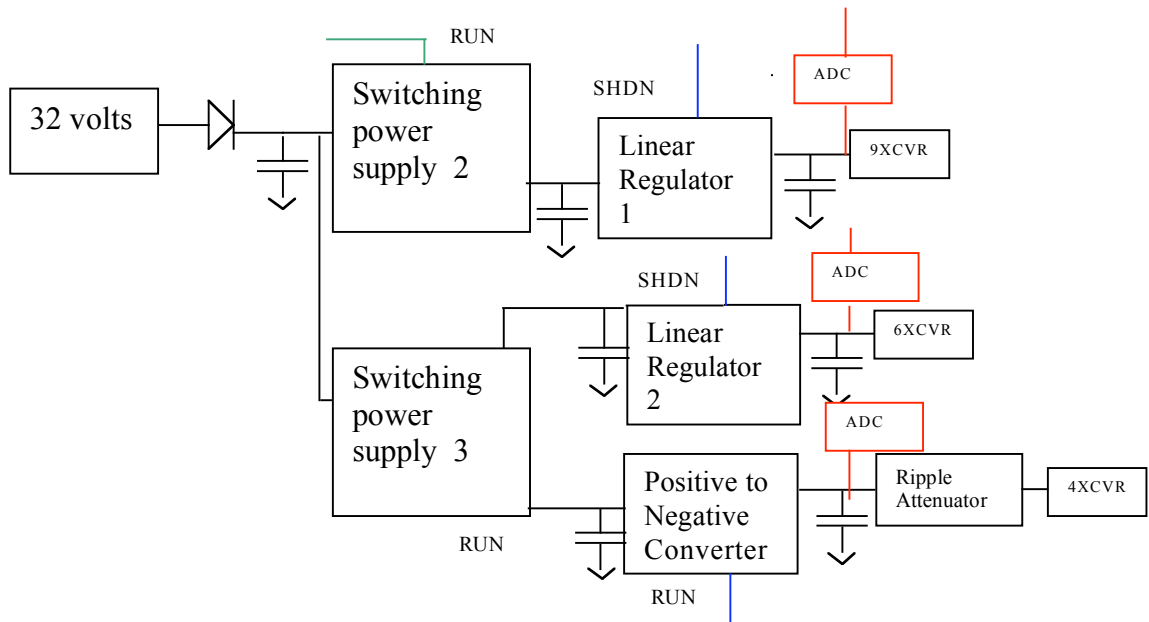 RUN
32 volts
Switching
power
supply 2
SHDN
Linear
Regulator
1
ADC
9XCVR
SHDN
Linear
Regulator
2
ADC
6XCVR
Switching
power
supply 3
RUN
Positive to
Negative
Converter
RUN
ADC
Ripple
Attenuator
4XCVR